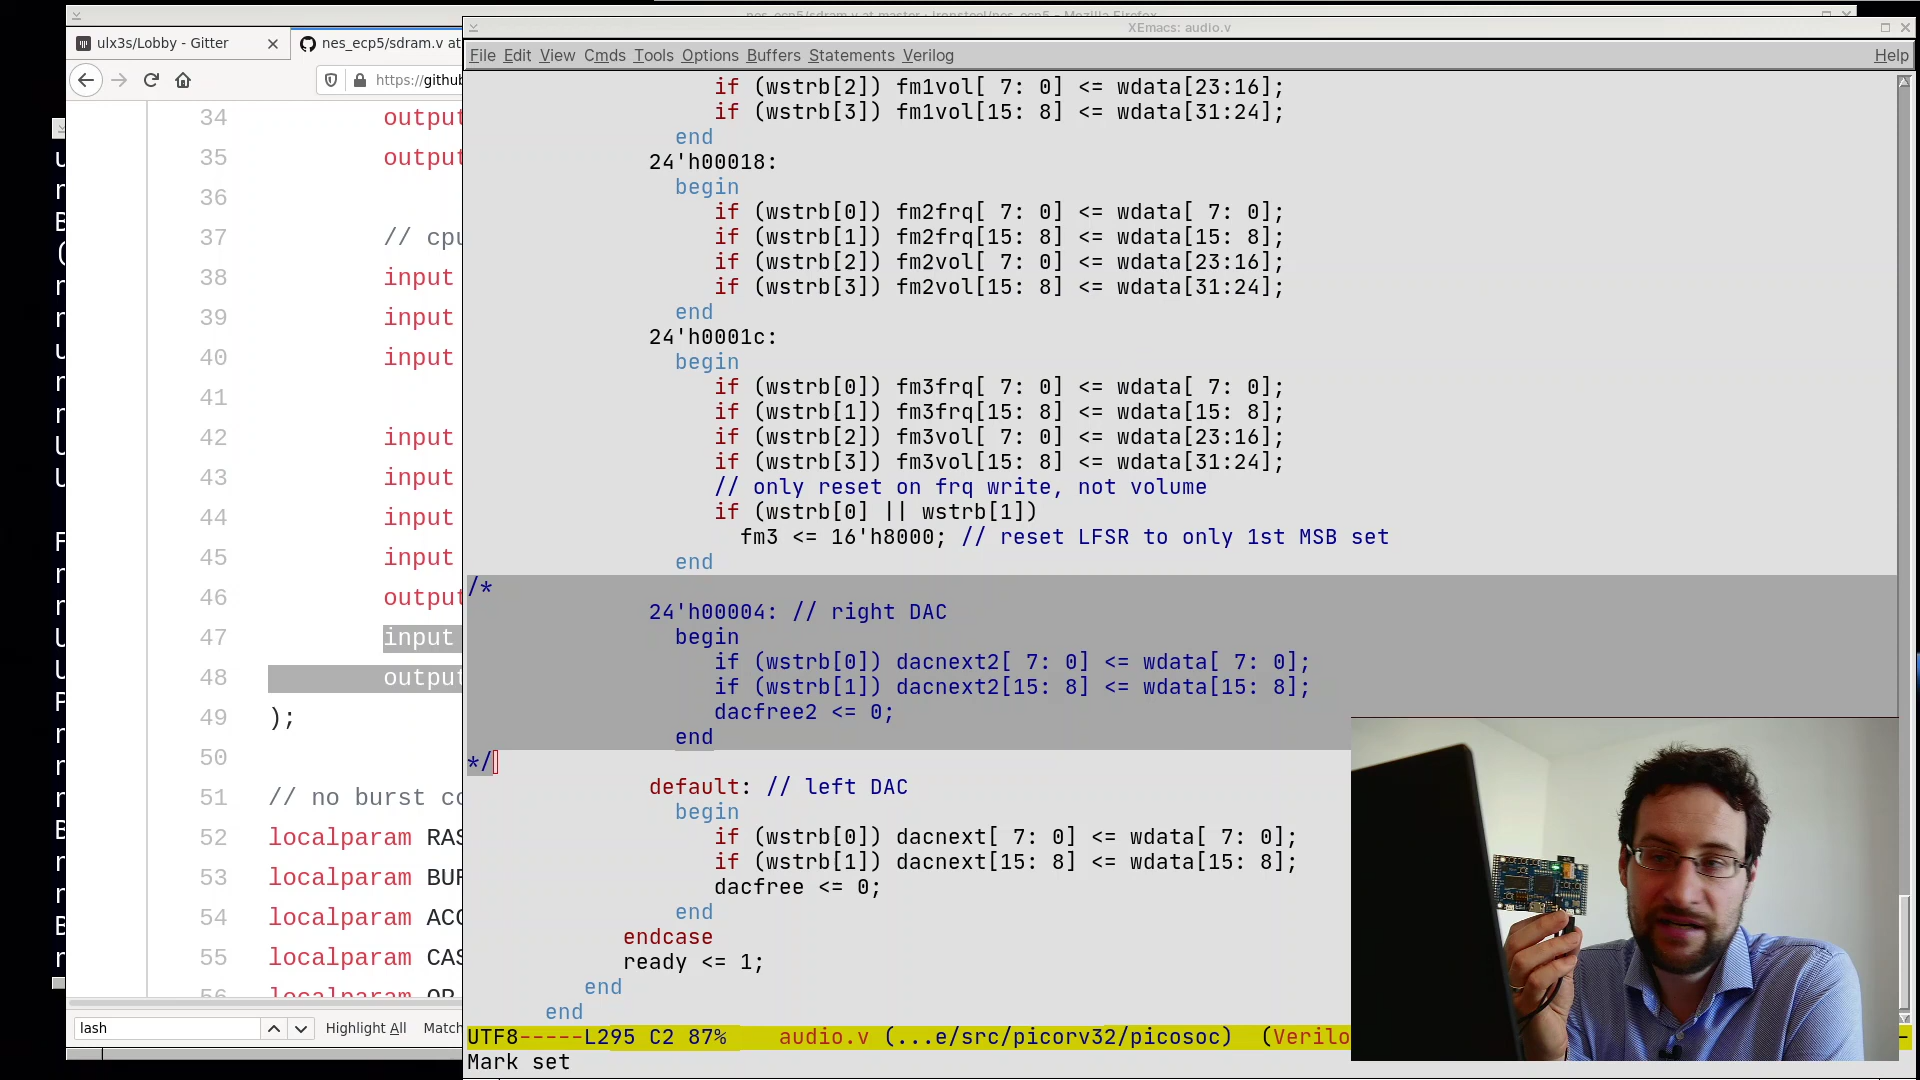 nes_ecp5/sdram.v at master · ironsteel/nes_ecp5 - Mozilla Firefox
XEmacs: audio.v
ulx3s/Lobby - Gitter
nes_ecp5/sdram.v at
https://githu
File Edit View Cmds Tools Options Buffers Statements Verilog Help
34 output
35 output
36
37 // cpu
38 input
39 input
40 input
41
42 input
43 input
44 input
45 input
46 output
47 input
48 output
49 );
50
51 // no burst
52 localparam RAS
53 localparam
54 localparam
55 localparam CAS
56 localparam
if (wstrb[2]) fm1vol[ 7: 0] <= wdata[23:16];
if (wstrb[3]) fm1vol[15: 8] <= wdata[31:24];
end
24'h00018:
begin
if (wstrb[0]) fm2frq[ 7: 0] <= wdata[ 7: 0];
if (wstrb[1]) fm2frq[15: 8] <= wdata[15: 8];
if (wstrb[2]) fm2vol[ 7: 0] <= wdata[23:16];
if (wstrb[3]) fm2vol[15: 8] <= wdata[31:24];
end
24'h0001c:
begin
if (wstrb[0]) fm3frq[ 7: 0] <= wdata[ 7: 0];
if (wstrb[1]) fm3frq[15: 8] <= wdata[15: 8];
if (wstrb[2]) fm3vol[ 7: 0] <= wdata[23:16];
if (wstrb[3]) fm3vol[15: 8] <= wdata[31:24];
// only reset on frq write, not volume
if (wstrb[0] || wstrb[1])
fm3 <= 16'h8000; // reset LFSR to only 1st MSB set
end
/*
24'h00004: // right DAC
begin
if (wstrb[0]) dacnext2[ 7: 0] <= wdata[ 7: 0];
if (wstrb[1]) dacnext2[15: 8] <= wdata[15: 8];
dacfree2 <= 0;
end
*/
default: // left DAC
begin
if (wstrb[0]) dacnext[ 7: 0] <= wdata[ 7: 0];
if (wstrb[1]) dacnext[15: 8] <= wdata[15: 8];
dacfree <= 0;
end
endcase
ready <= 1;
end
end
lash
Highlight All
Match
UTF8-----L295 C2 87% audio.v (...e/src/picorv32/picosoc) (Verilo
Mark set